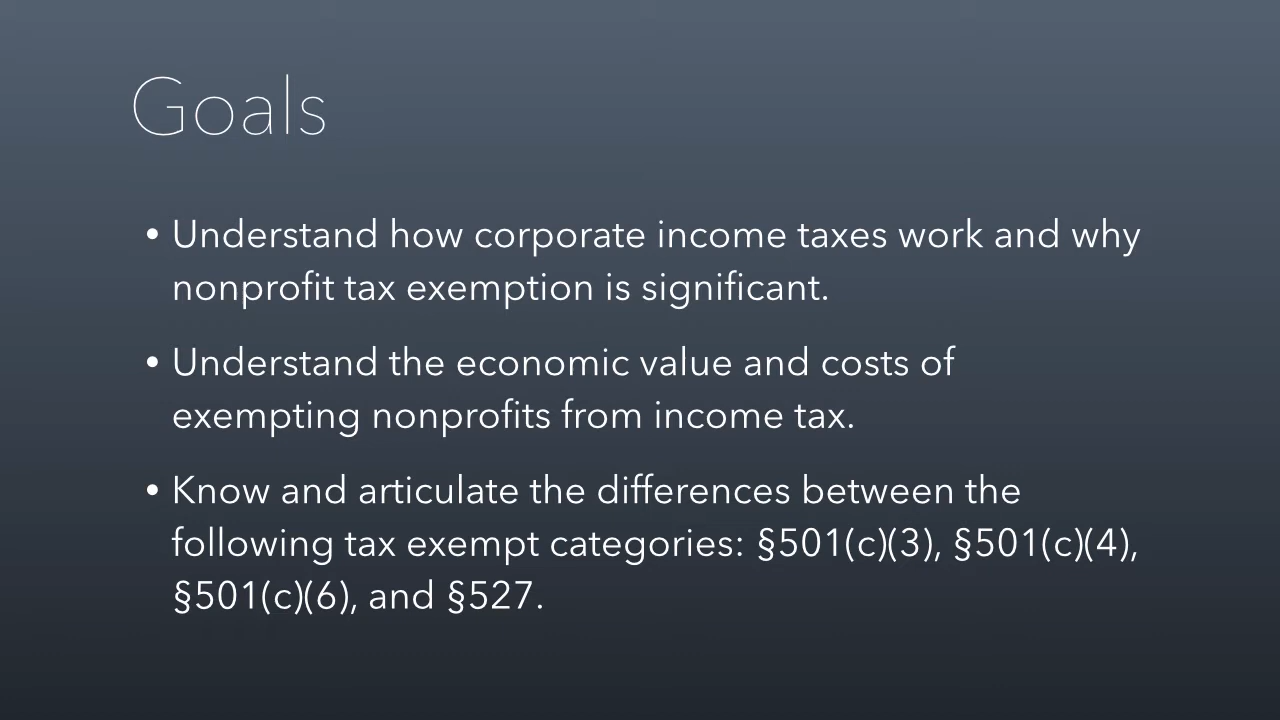 Goals
• Understand how corporate income taxes work and why
nonprofit tax exemption is significant.
• Understand the economic value and costs of
exempting nonprofits from income tax.
• Know and articulate the differences between the
following tax exempt categories: §501(c)(3), §501(c)(4),
§501(c)(6), and §527.